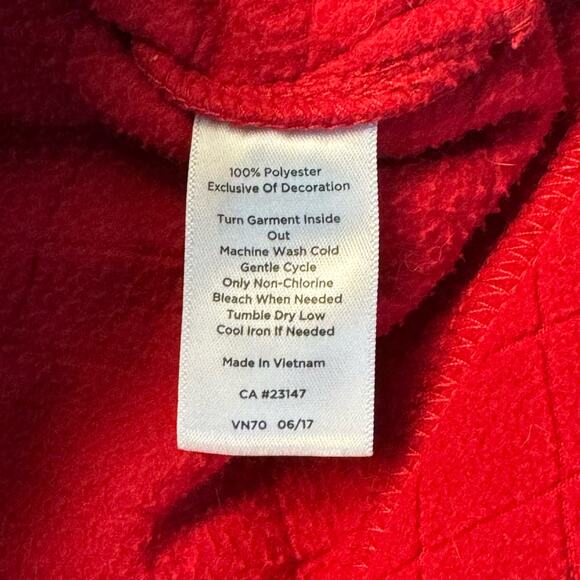 100% Polyester
Exclusive Of Decoration
Turn Garment Inside
Out
Machine Wash Cold
Gentle Cycle
Only Non-Chlorine
Bleach When Needed
Tumble Dry Low
Cool Iron If Needed
Made In Vietnam
CA #23147
VN70 06/17